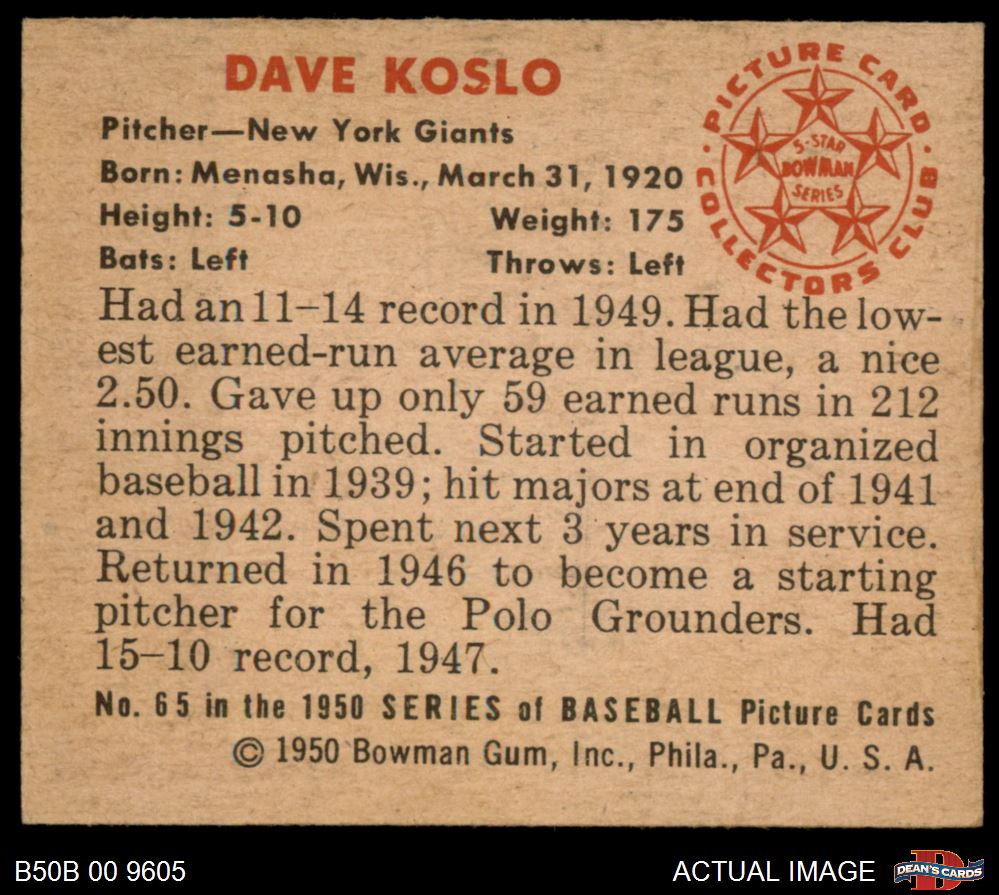 DAVE KOSLO
Pitcher—New York Giants
Born: Menasha, Wis., March 31, 1920
Height: 5-10 Weight: 175
Bats: Left Throws: Left
PICTURE CARD
COLLECTORS CLUB
5-STAR
BOWMAN
SERIES
Had an 11–14 record in 1949. Had the low-
est earned-run average in league, a nice
2.50. Gave up only 59 earned runs in 212
innings pitched. Started in organized
baseball in 1939; hit majors at end of 1941
and 1942. Spent next 3 years in service.
Returned in 1946 to become a starting
pitcher for the Polo Grounders. Had
15–10 record, 1947.
No. 65 in the 1950 SERIES of BASEBALL Picture Cards
© 1950 Bowman Gum, Inc., Phila., Pa., U. S. A.
B50B 00 9605
ACTUAL IMAGE
D
DEAN'S CARDS